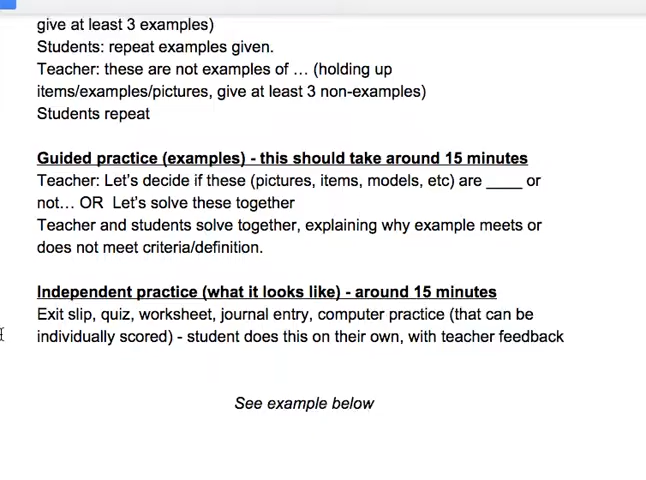 give at least 3 examples)
Students: repeat examples given.
Teacher: these are not examples of … (holding up
items/examples/pictures, give at least 3 non-examples)
Students repeat
Guided practice (examples) - this should take around 15 minutes
Teacher: Let's decide if these (pictures, items, models, etc) are ____ or
not… OR  Let's solve these together
Teacher and students solve together, explaining why example meets or
does not meet criteria/definition.
Independent practice (what it looks like) - around 15 minutes
Exit slip, quiz, worksheet, journal entry, computer practice (that can be
individually scored) - student does this on their own, with teacher feedback
See example below